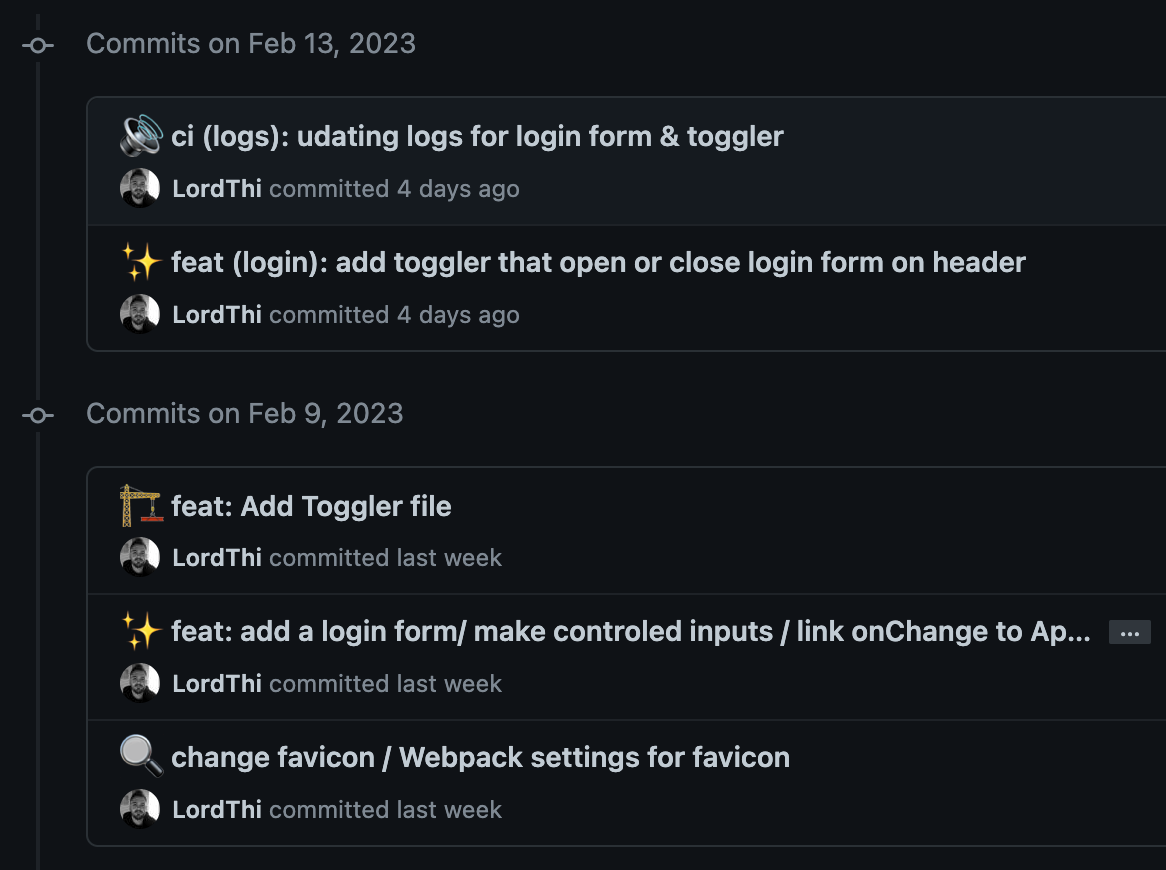 Commits on Feb 13, 2023
ci (logs): udating logs for login form & toggler
LordThi committed 4 days ago
feat (login): add toggler that open or close login form on header
LordThi committed 4 days ago
Commits on Feb 9, 2023
feat: Add Toggler file
LordThi committed last week
feat: add a login form/ make controled inputs / link onChange to Ap... ...
LordThi committed last week
change favicon / Webpack settings for favicon
LordThi committed last week